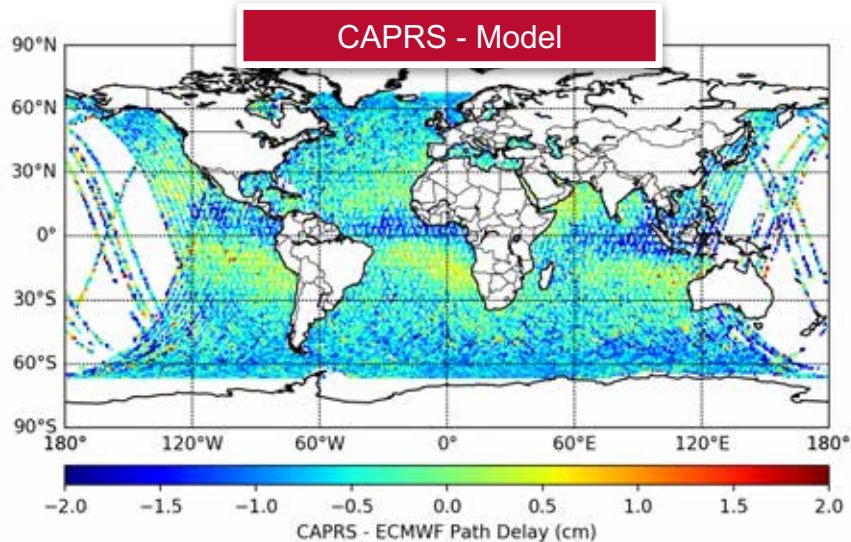 CAPRS - Model
90°N
60°N
30°N
0°
30°S
60°S
90°S
180° 120°W 60°W 0° 60°E 120°E 180°
−2.0 −1.5 −1.0 −0.5 0.0 0.5 1.0 1.5 2.0
CAPRS - ECMWF Path Delay (cm)